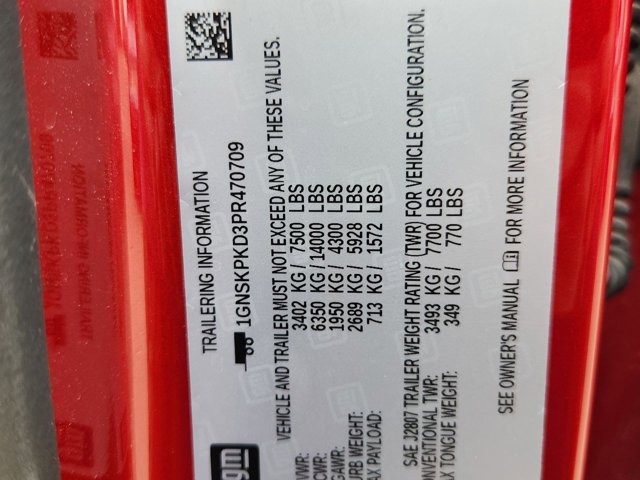 TRAILERING INFORMATION
1GNSKPKD3PR470709
gm
VEHICLE AND TRAILER MUST NOT EXCEED ANY OF THESE VALUES.
3402 KG / 7500 LBS
6350 KG / 14000 LBS
1950 KG / 4300 LBS
WEIGHT: 2689 KG / 5928 LBS
PAYLOAD: 713 KG / 1572 LBS
SAE J2807 TRAILER WEIGHT RATING (TWR) FOR VEHICLE CONFIGURATION.
TWR: 3493 KG / 7700 LBS
TONGUE WEIGHT: 349 KG / 770 LBS
SEE OWNER'S MANUAL FOR MORE INFORMATION